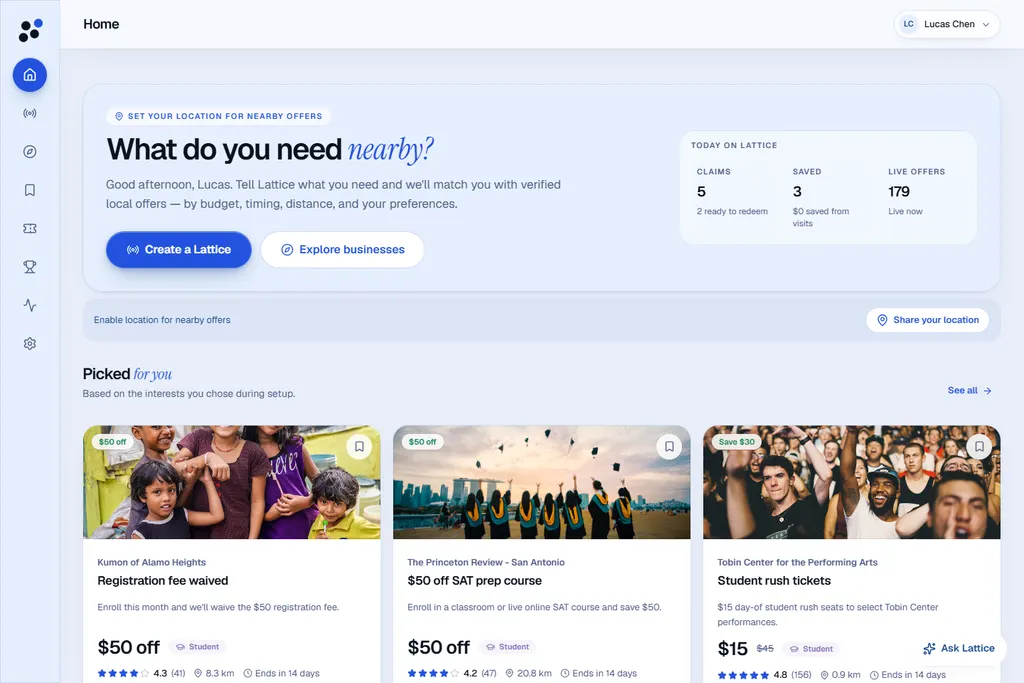 Home
LC Lucas Chen
SET YOUR LOCATION FOR NEARBY OFFERS
What do you need nearby?
Good afternoon, Lucas. Tell Lattice what you need and we'll match you with verified
local offers — by budget, timing, distance, and your preferences.
Create a Lattice
Explore businesses
TODAY ON LATTICE
CLAIMS
5
2 ready to redeem
SAVED
3
$0 saved from
visits
LIVE OFFERS
179
Live now
Enable location for nearby offers
Share your location
Picked for you
Based on the interests you chose during setup.
See all
$50 off
Kumon of Alamo Heights
Registration fee waived
Enroll this month and we'll waive the $50 registration fee.
$50 off Student
4.3 (41) 8.3 km Ends in 14 days
$50 off
The Princeton Review - San Antonio
$50 off SAT prep course
Enroll in a classroom or live online SAT course and save $50.
$50 off Student
4.2 (47) 20.8 km Ends in 14 days
Save $30
Tobin Center for the Performing Arts
Student rush tickets
$15 day-of student rush seats to select Tobin Center
performances.
$15 $45 Student
4.8 (156) 0.9 km Ends in 14 days
Ask Lattice